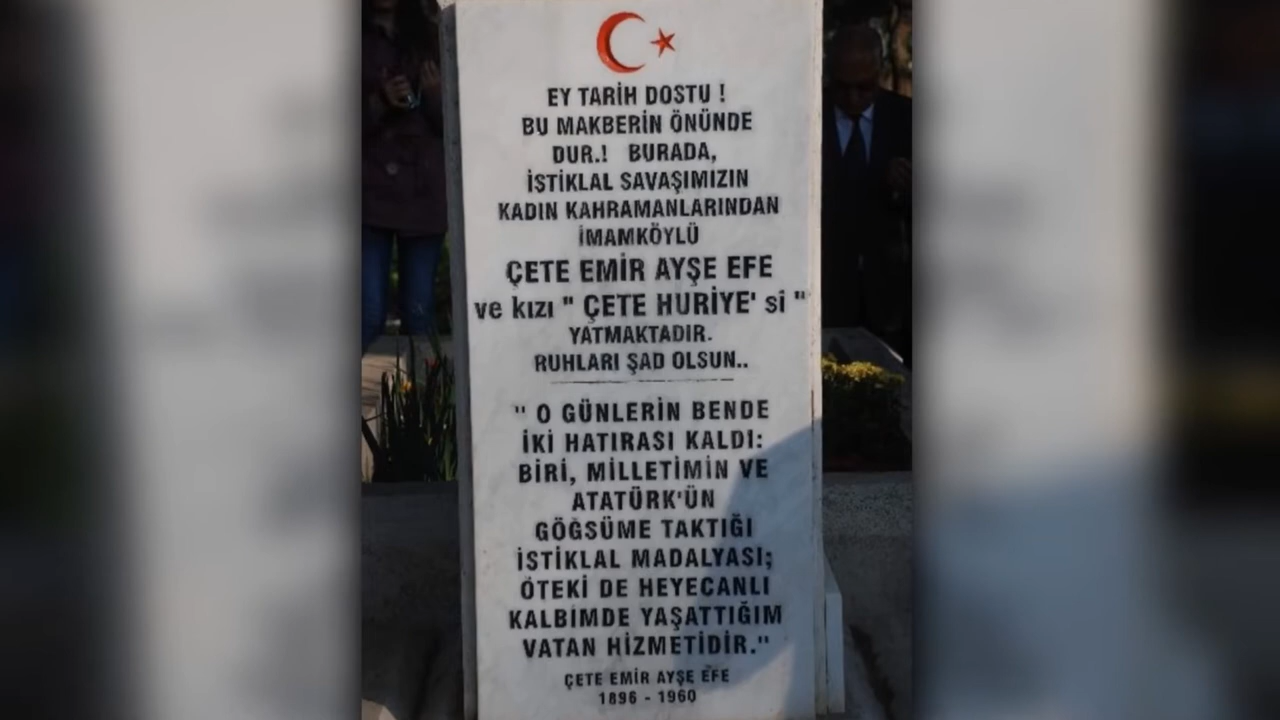 EY TARİH DOSTU !
BU MAKBERİN ÖNÜNDE
DUR.! BURADA,
İSTİKLAL SAVAŞIMIZIN
KADIN KAHRAMANLARINDAN
İMAMKÖYLÜ
ÇETE EMİR AYŞE EFE
ve kızı " ÇETE HURİYE' si "
YATMAKTADIR.
RUHLARI ŞAD OLSUN..
" O GÜNLERİN BENDE
İKİ HATIRASI KALDI:
BİRİ, MİLLETİMİN VE
ATATÜRK'ÜN
GÖĞSÜME TAKTIĞI
İSTİKLAL MADALYASI;
ÖTEKİ DE HEYECANLI
KALBİMDE YAŞATTIĞIM
VATAN HİZMETİDİR."
ÇETE EMİR AYŞE EFE
1896 - 1960